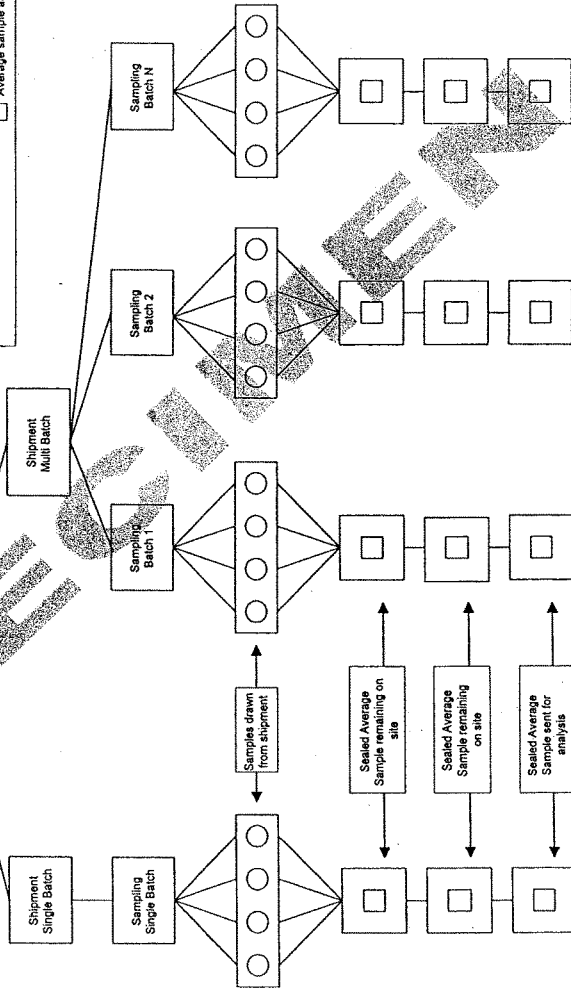 Average sample a
Shipment
Single Batch
Shipment
Multi Batch
Sampling
Single Batch
Sampling
Batch 1
Sampling
Batch 2
Sampling
Batch N
Samples drawn
from shipment
Sealed Average
Sample remaining on
site
Sealed Average
Sample remaining
on site
Sealed Average
Sample sent for
analysis
ECIMEN